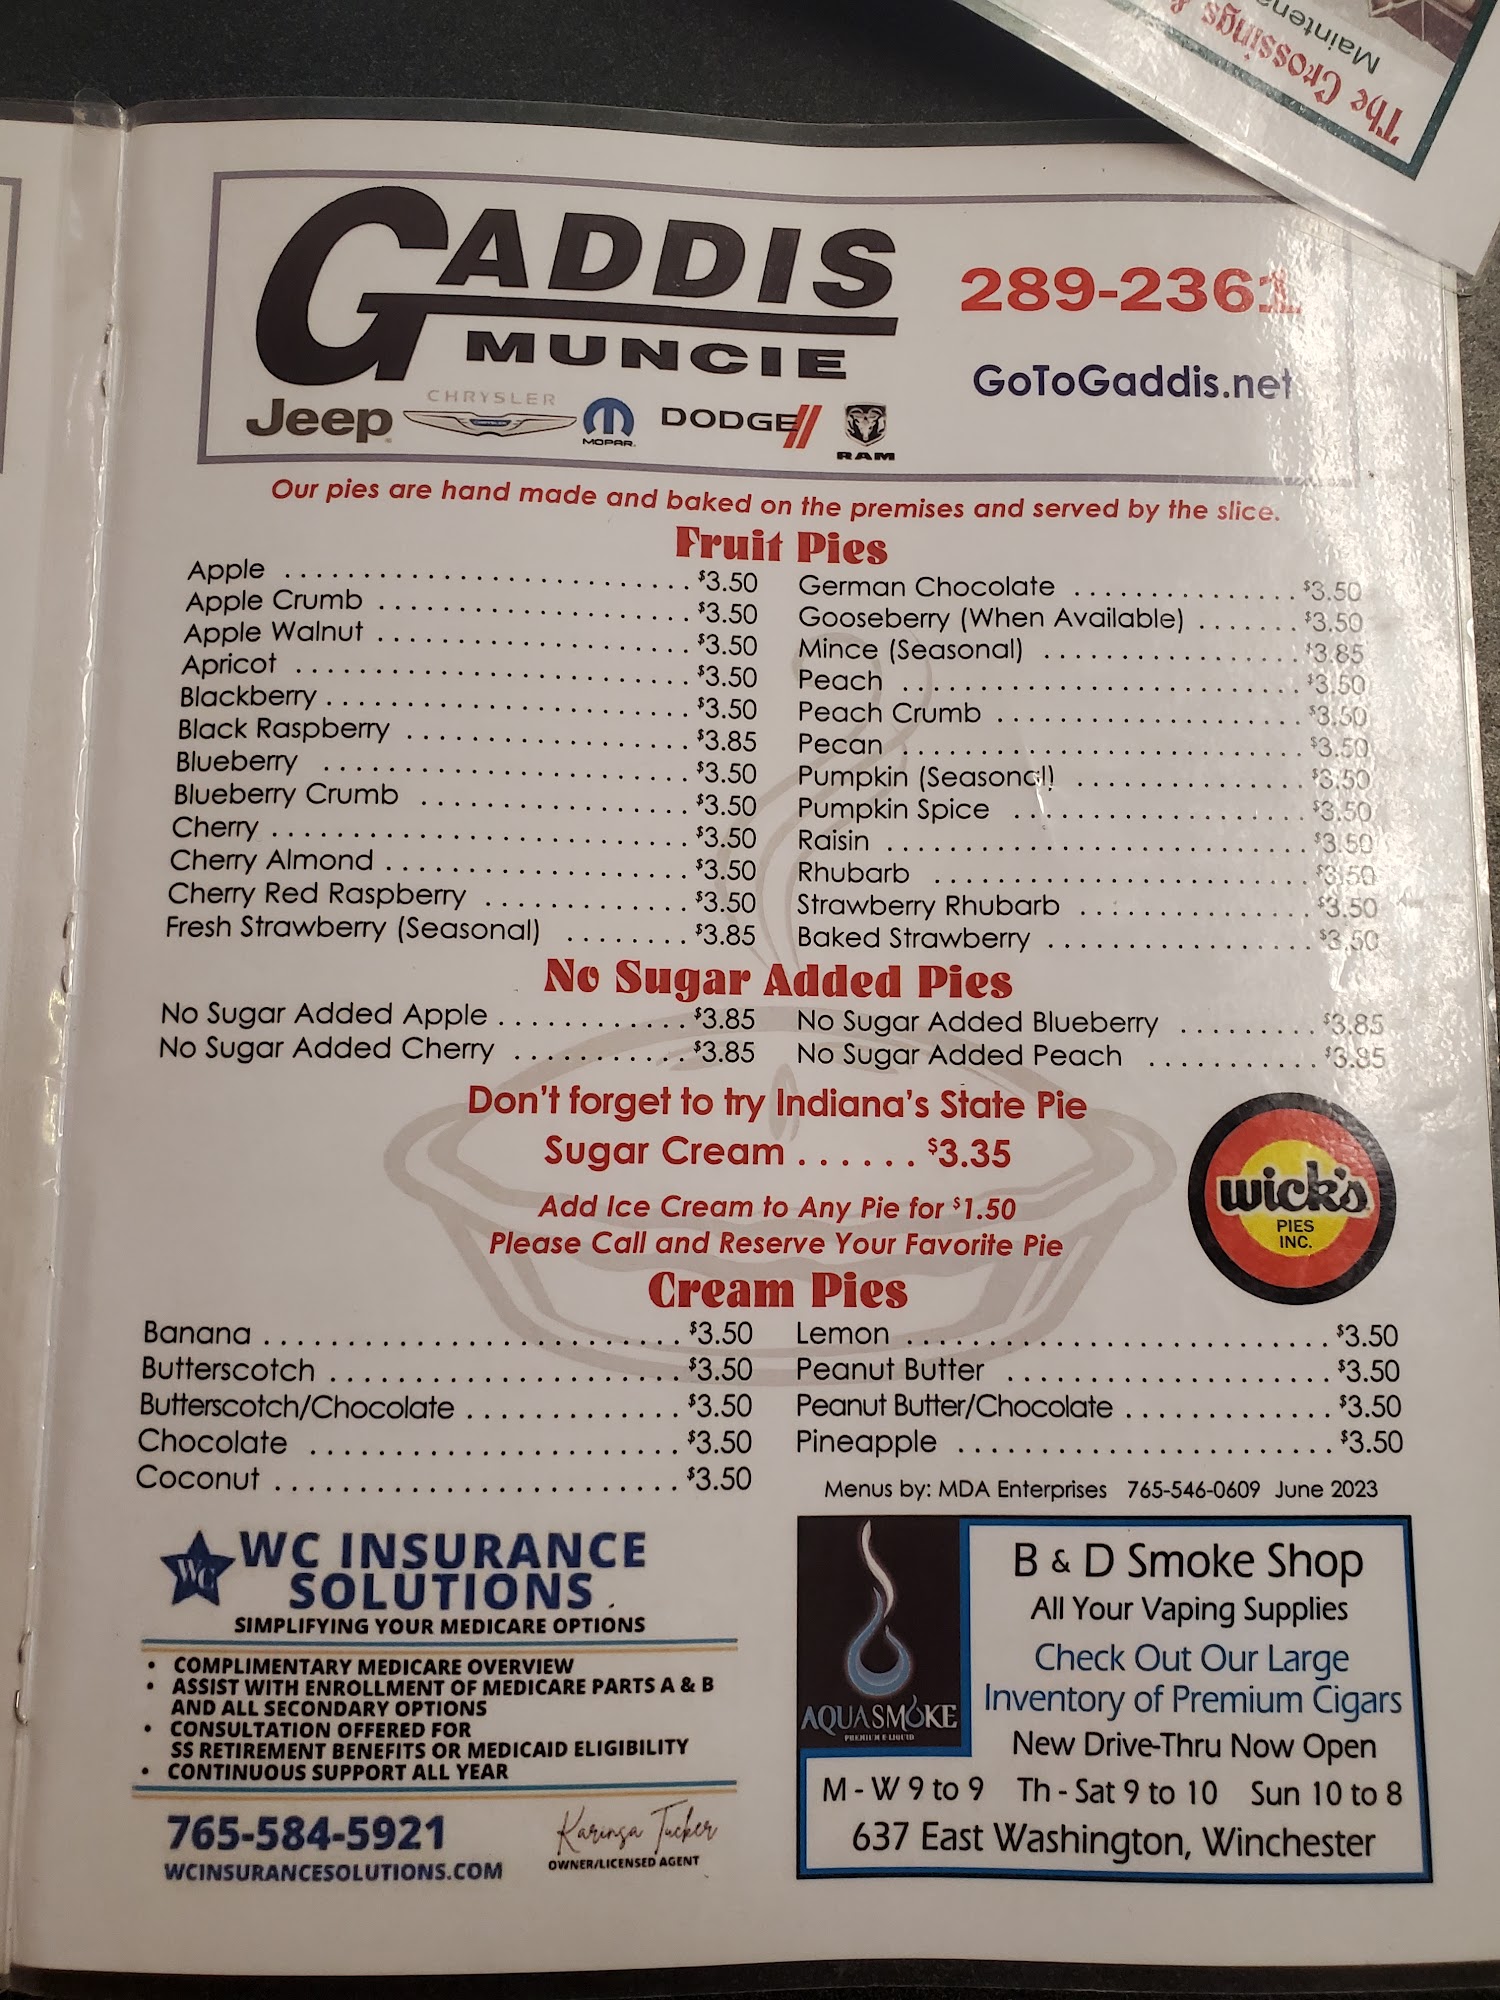 The Crossings
GADDIS
MUNCIE
289-2361
GoToGaddis.net
Jeep
CHRYSLER
MOPAR
DODGE
RAM
Our pies are hand made and baked on the premises and served by the slice.
Fruit Pies
Apple . . . . . . . . . . . . . . . . . . . . . . . . . . $3.50
Apple Crumb . . . . . . . . . . . . . . . . . . . . $3.50
Apple Walnut . . . . . . . . . . . . . . . . . . . . $3.50
Apricot . . . . . . . . . . . . . . . . . . . . . . . . . $3.50
Blackberry . . . . . . . . . . . . . . . . . . . . . . . $3.50
Black Raspberry . . . . . . . . . . . . . . . . . . $3.85
Blueberry . . . . . . . . . . . . . . . . . . . . . . . $3.50
Blueberry Crumb . . . . . . . . . . . . . . . . . $3.50
Cherry . . . . . . . . . . . . . . . . . . . . . . . . . . $3.50
Cherry Almond . . . . . . . . . . . . . . . . . . . $3.50
Cherry Red Raspberry . . . . . . . . . . . . . $3.50
Fresh Strawberry (Seasonal) . . . . . . . . $3.85
German Chocolate . . . . . . . . . . . . . . . $3.50
Gooseberry (When Available) . . . . . . . $3.50
Mince (Seasonal) . . . . . . . . . . . . . . . . . $3.85
Peach . . . . . . . . . . . . . . . . . . . . . . . . . . $3.50
Peach Crumb . . . . . . . . . . . . . . . . . . . . $3.50
Pecan . . . . . . . . . . . . . . . . . . . . . . . . . . $3.50
Pumpkin (Seasonal) . . . . . . . . . . . . . . . $3.50
Pumpkin Spice . . . . . . . . . . . . . . . . . . . $3.50
Raisin . . . . . . . . . . . . . . . . . . . . . . . . . . . $3.50
Rhubarb . . . . . . . . . . . . . . . . . . . . . . . . $3.50
Strawberry Rhubarb . . . . . . . . . . . . . . . $3.50
Baked Strawberry . . . . . . . . . . . . . . . . . $3.50
No Sugar Added Pies
No Sugar Added Apple . . . . . . . . . . . . $3.85
No Sugar Added Cherry . . . . . . . . . . . $3.85
No Sugar Added Blueberry . . . . . . . . . $3.85
No Sugar Added Peach . . . . . . . . . . . $3.85
Don't forget to try Indiana's State Pie
Sugar Cream . . . . . . $3.35
Add Ice Cream to Any Pie for $1.50
Please Call and Reserve Your Favorite Pie
wick's
PIES
INC.
Cream Pies
Banana . . . . . . . . . . . . . . . . . . . . . . . . . . $3.50
Butterscotch . . . . . . . . . . . . . . . . . . . . . . $3.50
Butterscotch/Chocolate . . . . . . . . . . . . . $3.50
Chocolate . . . . . . . . . . . . . . . . . . . . . . . $3.50
Coconut . . . . . . . . . . . . . . . . . . . . . . . . . $3.50
Lemon . . . . . . . . . . . . . . . . . . . . . . . . . . $3.50
Peanut Butter . . . . . . . . . . . . . . . . . . . . $3.50
Peanut Butter/Chocolate . . . . . . . . . . . . . $3.50
Pineapple . . . . . . . . . . . . . . . . . . . . . . . $3.50
Menus by: MDA Enterprises 765-546-0609 June 2023
WC
WC INSURANCE
SOLUTIONS
SIMPLIFYING YOUR MEDICARE OPTIONS
• COMPLIMENTARY MEDICARE OVERVIEW
• ASSIST WITH ENROLLMENT OF MEDICARE PARTS A & B
AND ALL SECONDARY OPTIONS
• CONSULTATION OFFERED FOR
SS RETIREMENT BENEFITS OR MEDICAID ELIGIBILITY
• CONTINUOUS SUPPORT ALL YEAR
765-584-5921
WCINSURANCESOLUTIONS.COM
Karinsa Tucker
OWNER/LICENSED AGENT
AQUASMOKE
PREMIUM E-LIQUID
B & D Smoke Shop
All Your Vaping Supplies
Check Out Our Large
Inventory of Premium Cigars
New Drive-Thru Now Open
M - W 9 to 9 Th - Sat 9 to 10 Sun 10 to 8
637 East Washington, Winchester